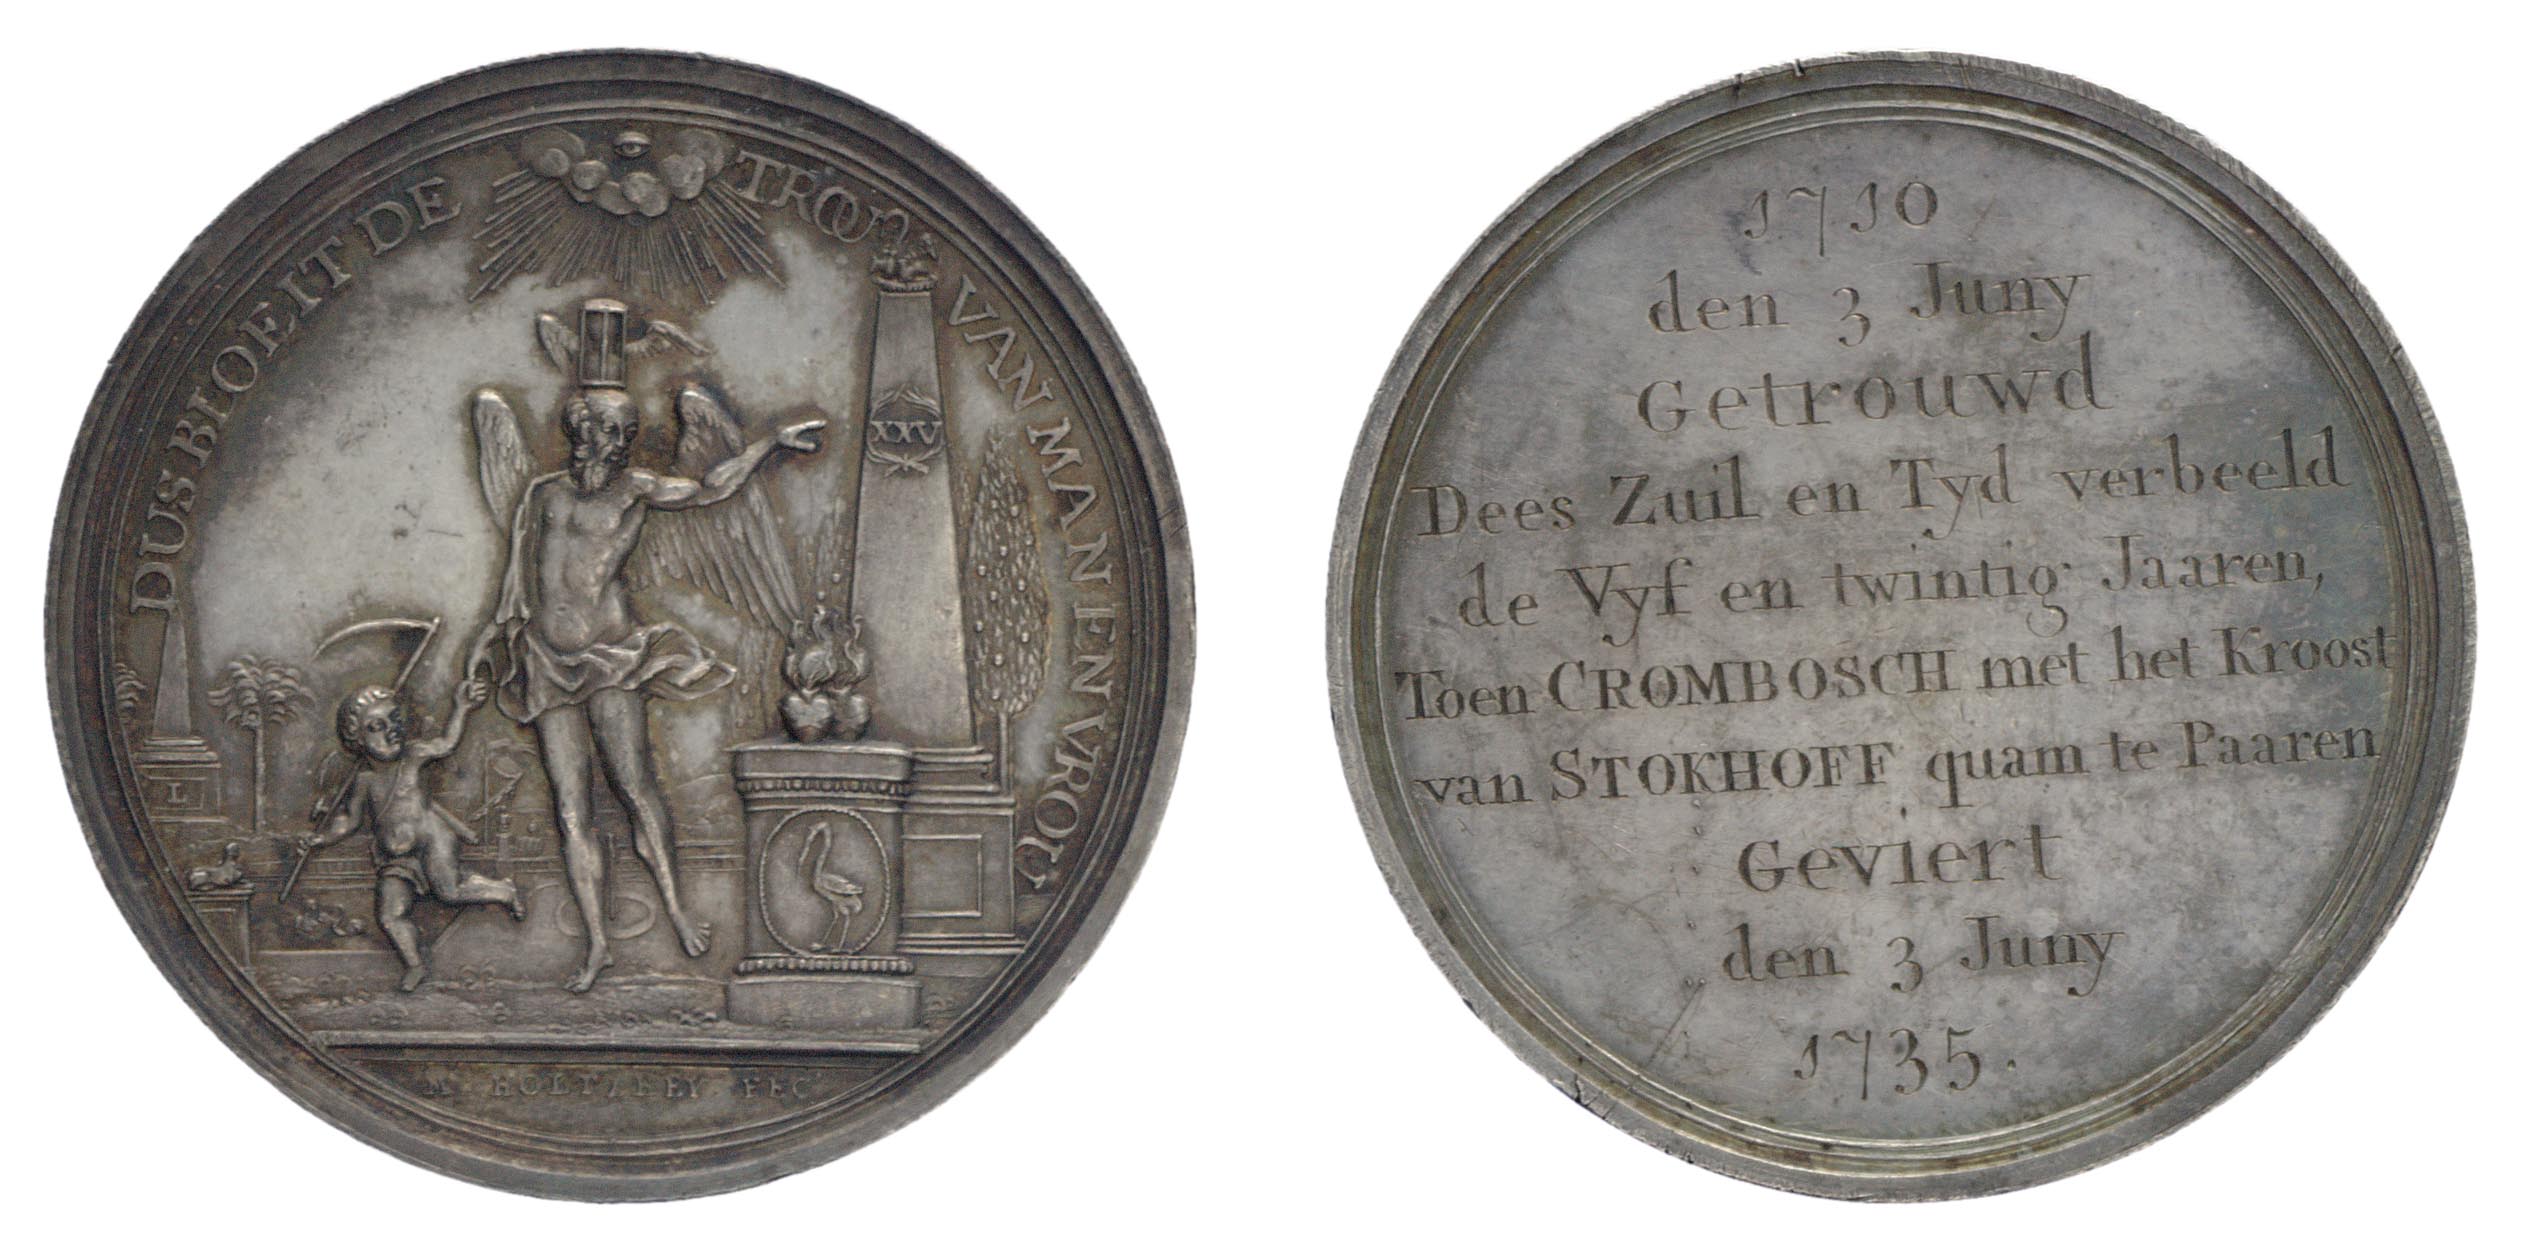 DUS BLOEIT DE TROUW VAN MAN EN VROU
XXV
L
M. HOLTZHEY. FEC.
1710
den 3 Juny
Getrouwd
Dees Zuil en Tyd verbeeld
de Vyf en twintig Jaaren,
Toen CROMBOSCH met het Kroost
van STOKHOFF quam te Paaren
Geviert
den 3 Juny
1735.